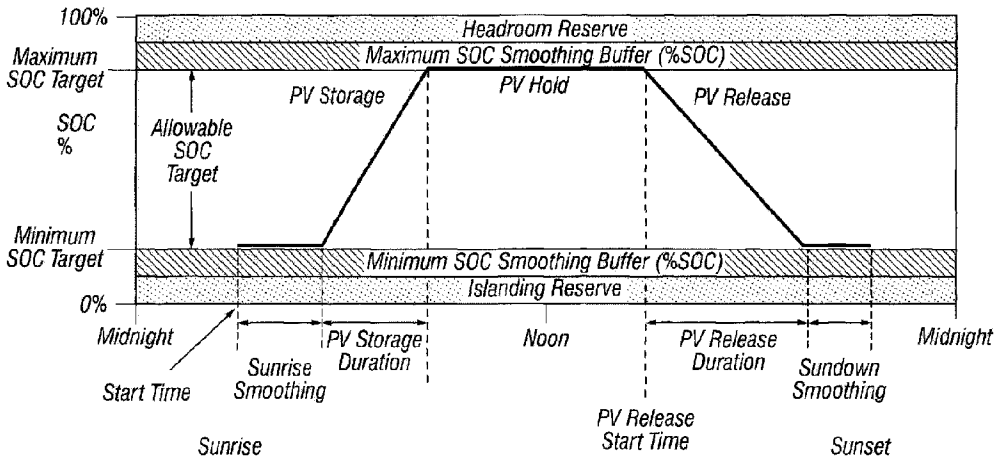 100%
Headroom Reserve
Maximum
SOC Target
Maximum SOC Smoothing Buffer (%SOC)
PV Storage
PV Hold
PV Release
SOC
%
Allowable
SOC
Target
Minimum
SOC Target
Minimum SOC Smoothing Buffer (%SOC)
0%
Islanding Reserve
Midnight
Noon
Midnight
Start Time
Sunrise
Smoothing
PV Storage
Duration
PV Release
Duration
Sundown
Smoothing
PV Release
Start Time
Sunrise
Sunset